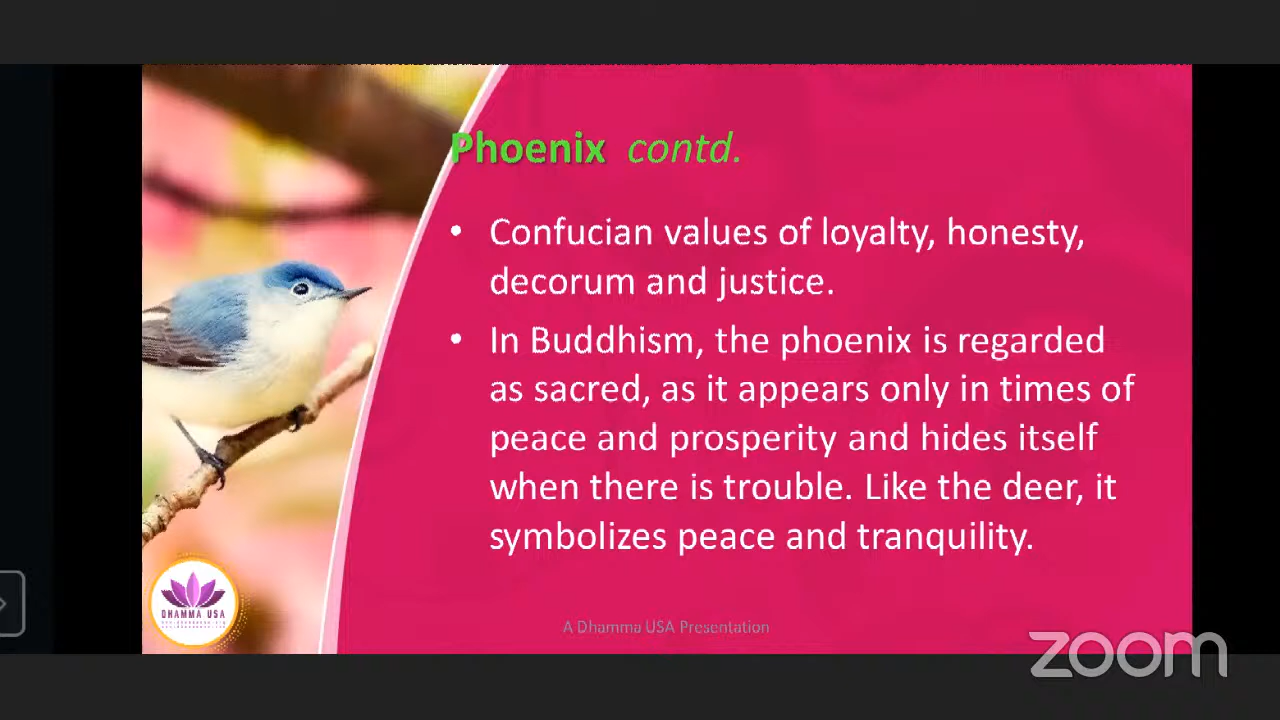 Phoenix contd.
• Confucian values of loyalty, honesty,
decorum and justice.
• In Buddhism, the phoenix is regarded
as sacred, as it appears only in times of
peace and prosperity and hides itself
when there is trouble. Like the deer, it
symbolizes peace and tranquility.
DHAMMA USA
A Dhamma USA Presentation
zoom